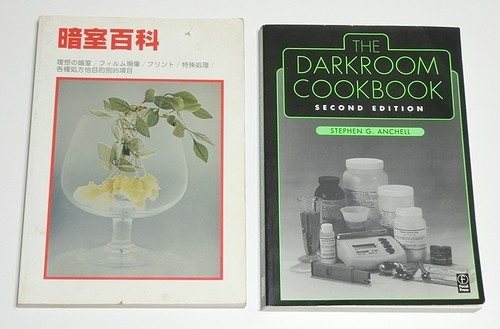 暗室百科
理想の暗室/フィルム現像/プリント/特殊処理/
各種処方他目的別95項目
THE
DARKROOM
COOKBOOK
SECOND EDITION
STEPHEN G. ANCHELL